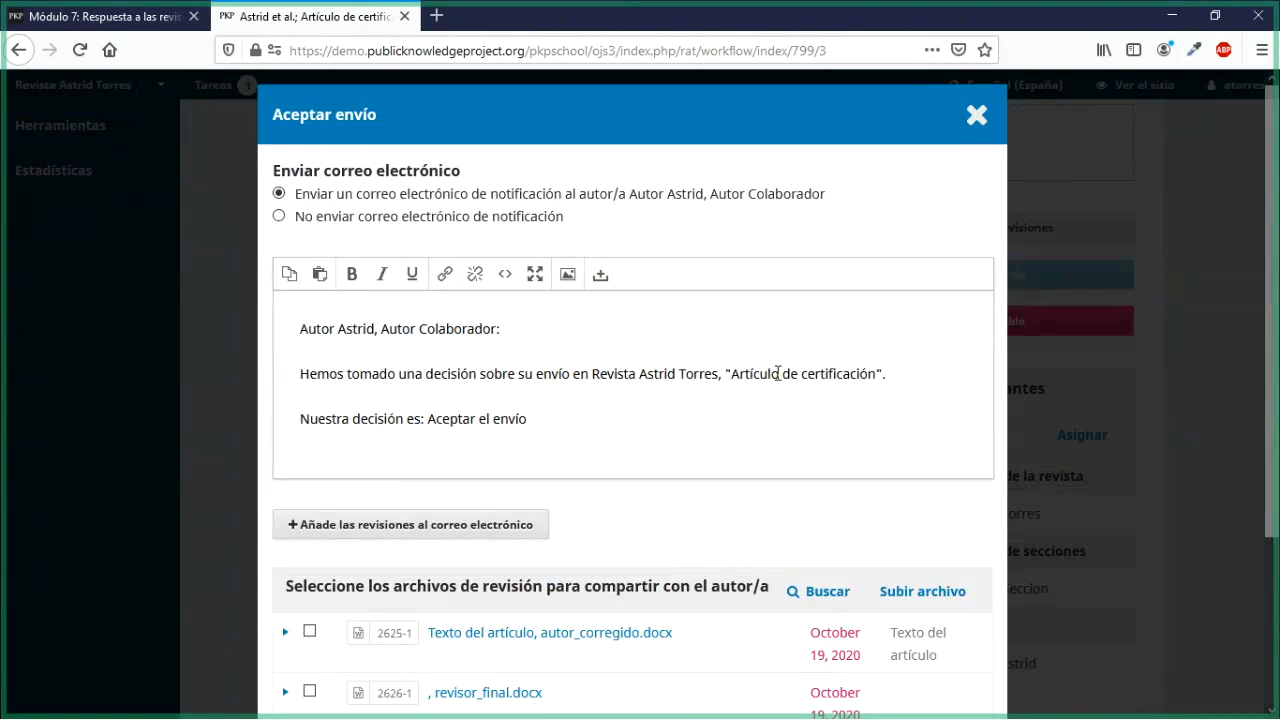 Módulo 7: Respuesta a las revis
Astrid et al.; Artículo de certific
https://demo.publicknowledgeproject.org/pkpschool/ojs3/index.php/rat/workflow/index/799/3
Revista Astrid Torres
Tareas 1
Español (España)
Ver el sitio
atorres
Herramientas
Estadísticas
Aceptar envío
Enviar correo electrónico
Enviar un correo electrónico de notificación al autor/a Autor Astrid, Autor Colaborador
No enviar correo electrónico de notificación
visiones
Autor Astrid, Autor Colaborador:
Hemos tomado una decisión sobre su envío en Revista Astrid Torres, "Artículo de certificación".
antes
Nuestra decisión es: Aceptar el envío
Asignar
de la revista
orres
+ Añade las revisiones al correo electrónico
de secciones
Seleccione los archivos de revisión para compartir con el autor/a
Buscar
Subir archivo
Seccion
2625-1
Texto del artículo, autor_corregido.docx
October 19, 2020
Texto del artículo
strid
2626-1
, revisor_final.docx
October 19, 2020